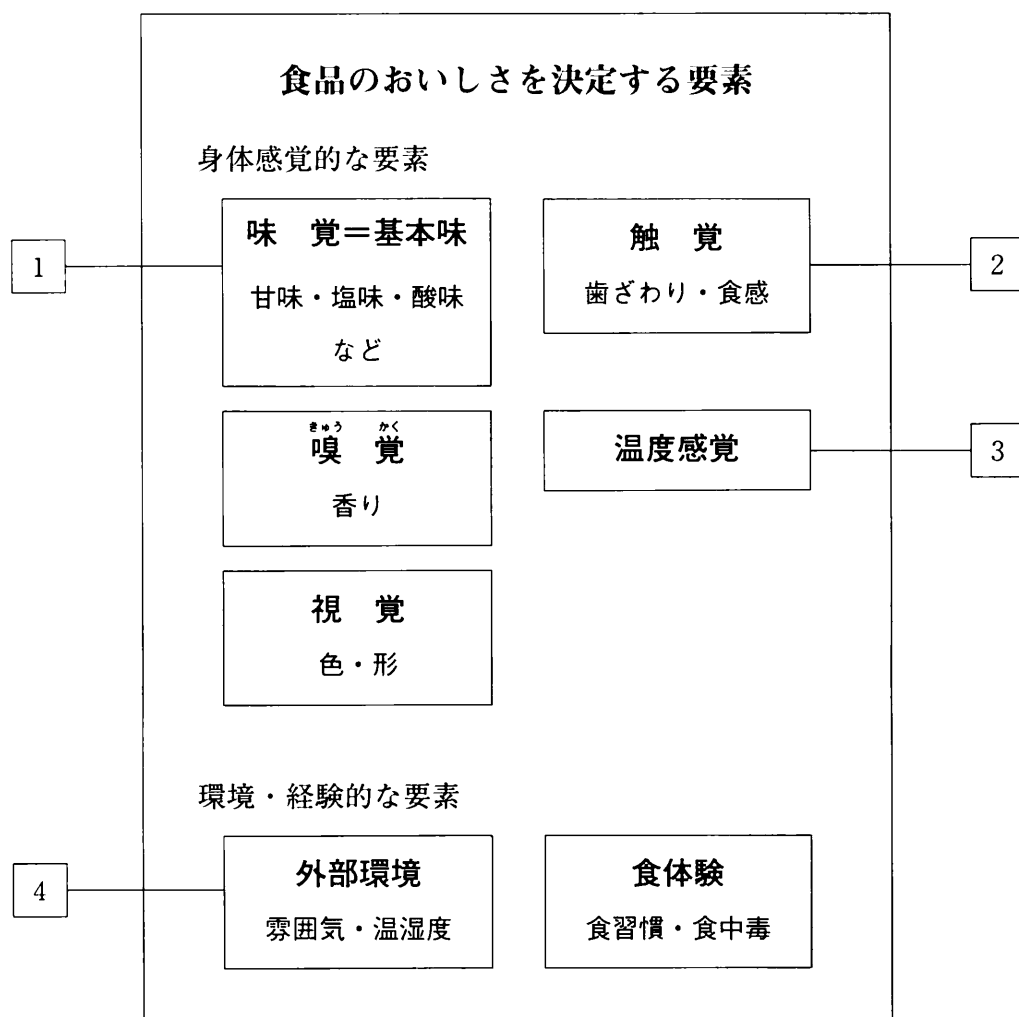 食品のおいしさを決定する要素
身体感覚的な要素
味 覚=基本味
甘味・塩味・酸味
など
触 覚
歯ざわり・食感
1
2
きゅう かく
嗅 覚
香り
温度感覚
3
視 覚
色・形
環境・経験的な要素
外部環境
雰囲気・温湿度
食体験
食習慣・食中毒
4